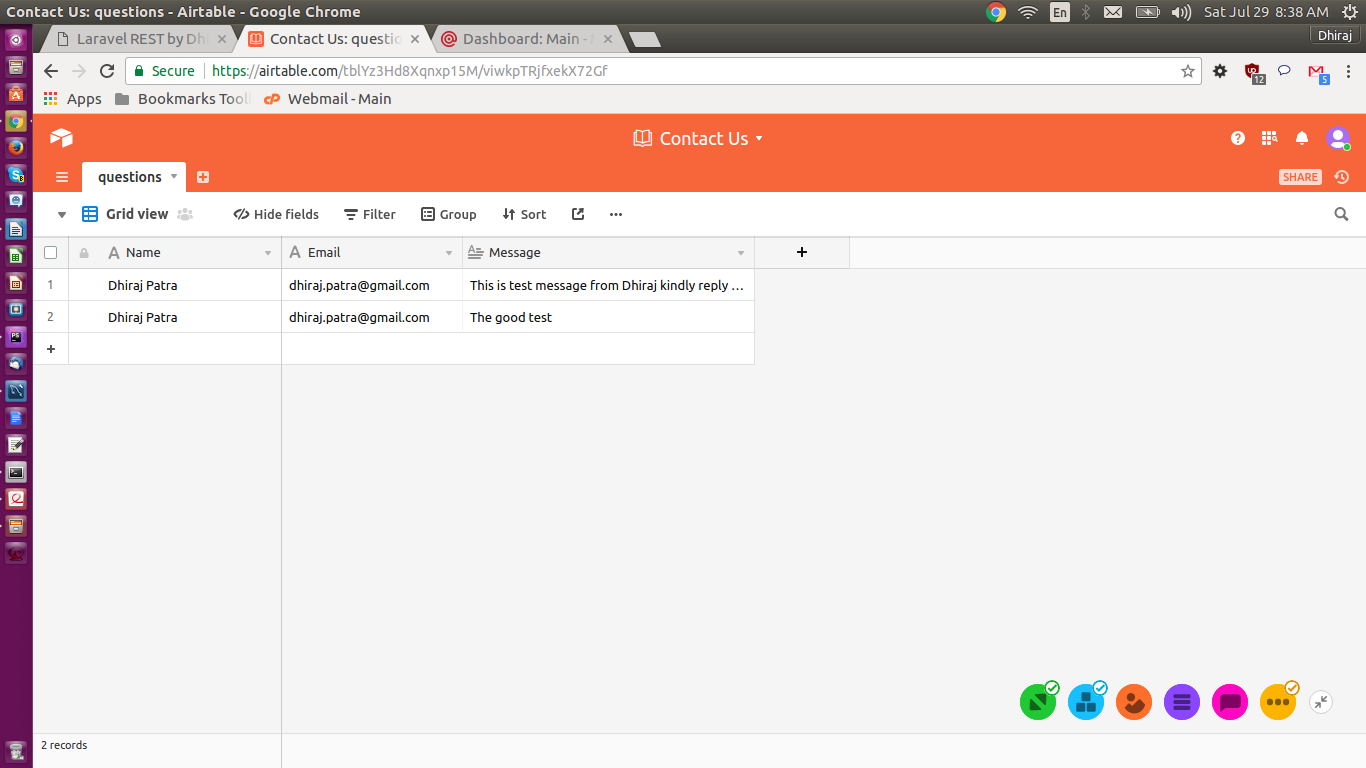 Contact Us: questions - Airtable - Google Chrome
En
Sat Jul 29 8:38 AM
Laravel REST by Dhi
Contact Us: questio
Dashboard: Main -
Dhiraj
Secure
https://airtable.com/tblYz3Hd8Xqnxp15M/viwkpTRjfxekX72Gf
12
5
Apps
Bookmarks Tool
Webmail - Main
Contact Us
questions
SHARE
Grid view
Hide fields
Filter
Group
Sort
Name
Email
Message
1 Dhiraj Patra dhiraj.patra@gmail.com This is test message from Dhiraj kindly reply ...
2 Dhiraj Patra dhiraj.patra@gmail.com The good test
2 records